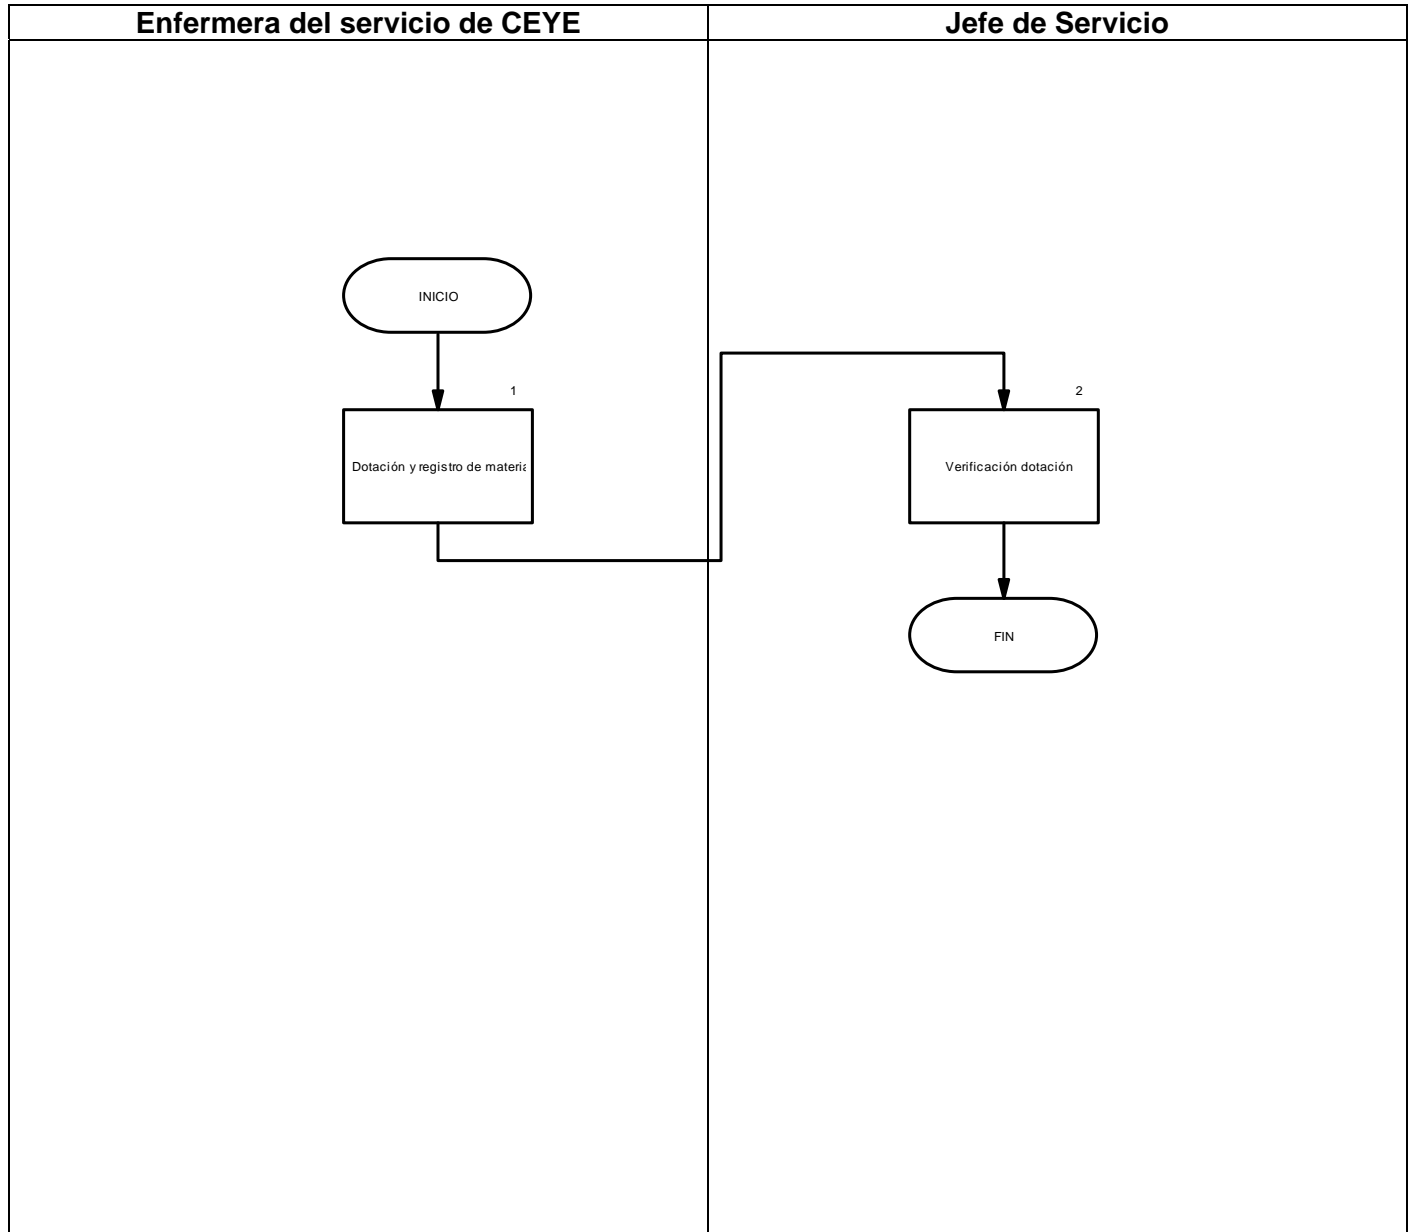 Enfermera del servicio de CEYE
Jefe de Servicio
INICIO
1
2
Dotación y registro de materia
Verificación dotación
FIN